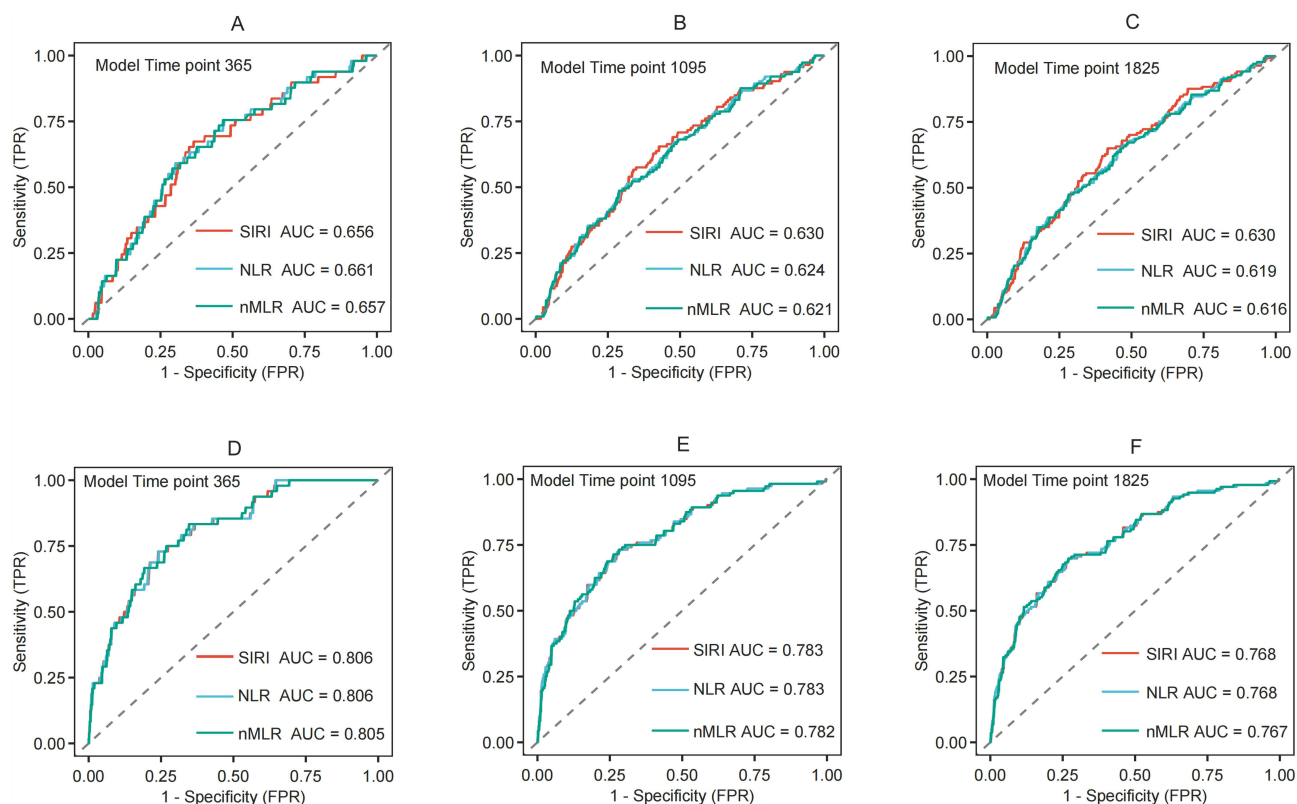 A
Model Time point 365
Sensitivity (TPR)
1.00
0.75
0.50
0.25
0.00
SIRI AUC = 0.656
NLR AUC = 0.661
nMLR AUC = 0.657
0.00 0.25 0.50 0.75 1.00
1 - Specificity (FPR)
B
Model Time point 1095
Sensitivity (TPR)
1.00
0.75
0.50
0.25
0.00
SIRI AUC = 0.630
NLR AUC = 0.624
nMLR AUC = 0.621
0.00 0.25 0.50 0.75 1.00
1 - Specificity (FPR)
C
Model Time point 1825
Sensitivity (TPR)
1.00
0.75
0.50
0.25
0.00
SIRI AUC = 0.630
NLR AUC = 0.619
nMLR AUC = 0.616
0.00 0.25 0.50 0.75 1.00
1 - Specificity (FPR)
D
Model Time point 365
Sensitivity (TPR)
1.00
0.75
0.50
0.25
0.00
SIRI AUC = 0.806
NLR AUC = 0.806
nMLR AUC = 0.805
0.00 0.25 0.50 0.75 1.00
1 - Specificity (FPR)
E
Model Time point 1095
Sensitivity (TPR)
1.00
0.75
0.50
0.25
0.00
SIRI AUC = 0.783
NLR AUC = 0.783
nMLR AUC = 0.782
0.00 0.25 0.50 0.75 1.00
1 - Specificity (FPR)
F
Model Time point 1825
Sensitivity (TPR)
1.00
0.75
0.50
0.25
0.00
SIRI AUC = 0.768
NLR AUC = 0.768
nMLR AUC = 0.767
0.00 0.25 0.50 0.75 1.00
1 - Specificity (FPR)